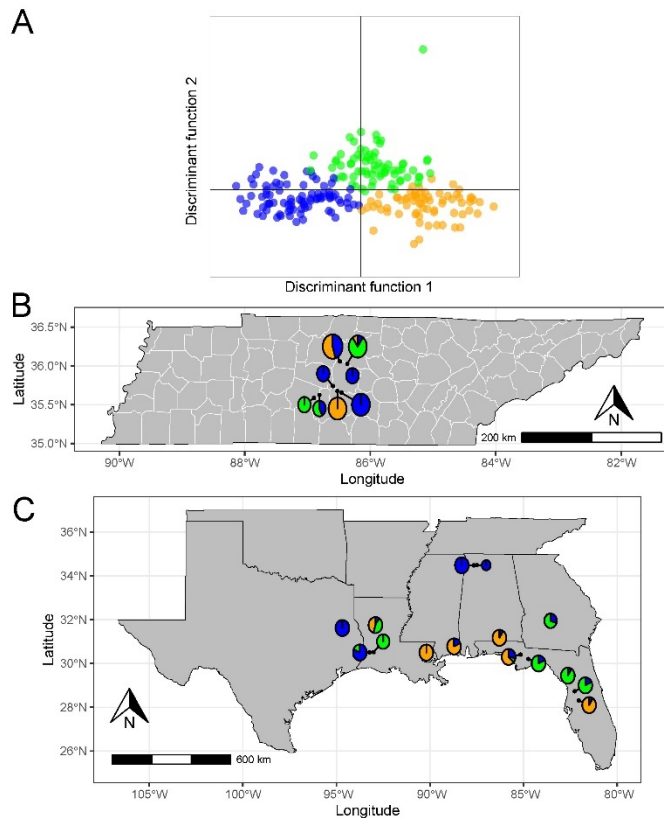 A
Discriminant function 2
Discriminant function 1
B
36.5°N
36.0°N
35.5°N
35.0°N
Latitude
N
200 km
90°W 88°W 86°W 84°W 82°W
Longitude
C
36°N
34°N
32°N
30°N
28°N
26°N
Latitude
N
600 km
105°W 100°W 95°W 90°W 85°W 80°W
Longitude